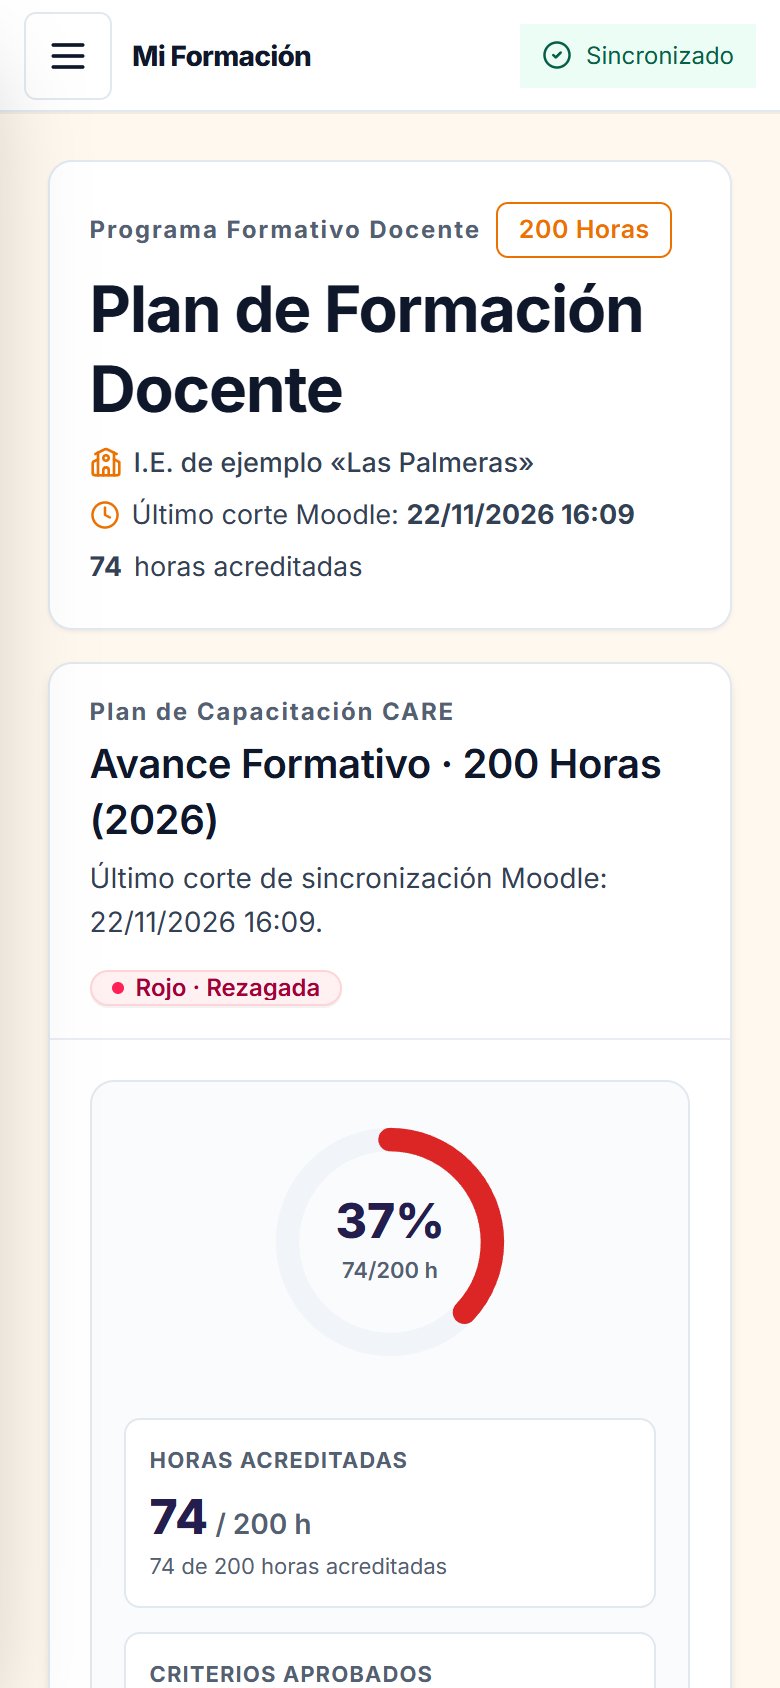 Mi Formación
Sincronizado
Programa Formativo Docente
200 Horas
Plan de Formación
Docente
I.E. de ejemplo «Las Palmeras»
Último corte Moodle: 22/11/2026 16:09
74 horas acreditadas
Plan de Capacitación CARE
Avance Formativo · 200 Horas
(2026)
Último corte de sincronización Moodle:
22/11/2026 16:09.
Rojo · Rezagada
37%
74/200 h
HORAS ACREDITADAS
74 / 200 h
74 de 200 horas acreditadas
CRITERIOS APROBADOS